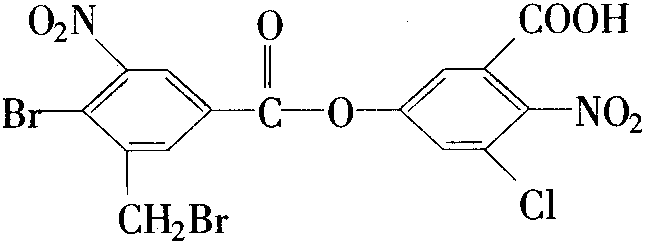 O₂N O COOH
Br C O NO₂
CH₂Br Cl